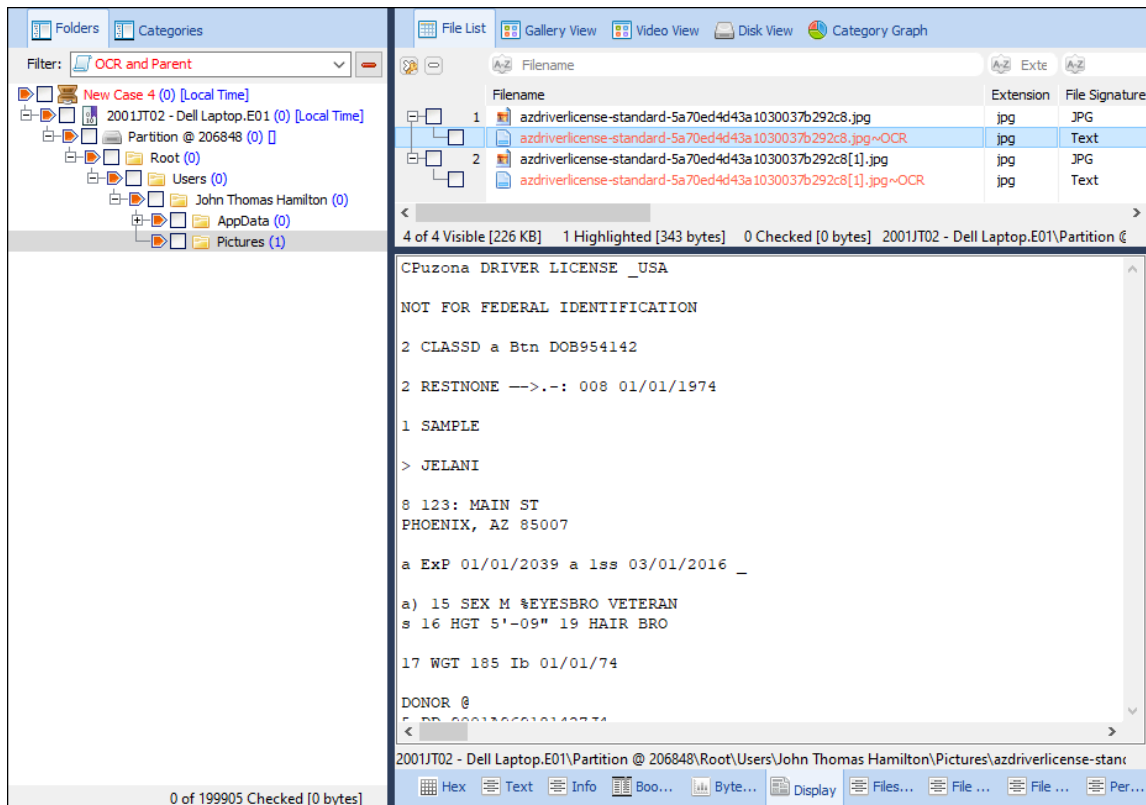 Folders Categories
Filter: OCR and Parent
New Case 4 (0) [Local Time]
2001JT02 - Dell Laptop.E01 (0) [Local Time]
Partition @ 206848 (0) []
Root (0)
Users (0)
John Thomas Hamilton (0)
AppData (0)
Pictures (1)
0 of 199905 Checked [0 bytes]
File List Gallery View Video View Disk View Category Graph
A-Z Filename A-Z Exte A-Z
Filename Extension File Signature
1 azdriverlicense-standard-5a70ed4d43a1030037b292c8.jpg jpg JPG
azdriverlicense-standard-5a70ed4d43a1030037b292c8.jpg~OCR jpg Text
2 azdriverlicense-standard-5a70ed4d43a1030037b292c8[1].jpg jpg JPG
azdriverlicense-standard-5a70ed4d43a1030037b292c8[1].jpg~OCR jpg Text
4 of 4 Visible [226 KB] 1 Highlighted [343 bytes] 0 Checked [0 bytes] 2001JT02 - Dell Laptop.E01\Partition @
CPuzona DRIVER LICENSE _USA
NOT FOR FEDERAL IDENTIFICATION
2 CLASSD a Btn DOB954142
2 RESTNONE —–>.-: 008 01/01/1974
1 SAMPLE
> JELANI
8 123: MAIN ST
PHOENIX, AZ 85007
a ExP 01/01/2039 a 1ss 03/01/2016 _
a) 15 SEX M %EYESBRO VETERAN
s 16 HGT 5'-09" 19 HAIR BRO
17 WGT 185 Ib 01/01/74
DONOR @
2001JT02 - Dell Laptop.E01\Partition @ 206848\Root\Users\John Thomas Hamilton\Pictures\azdriverlicense-stand
Hex Text Info Boo... Byte... Display Files... File ... File ... Per...